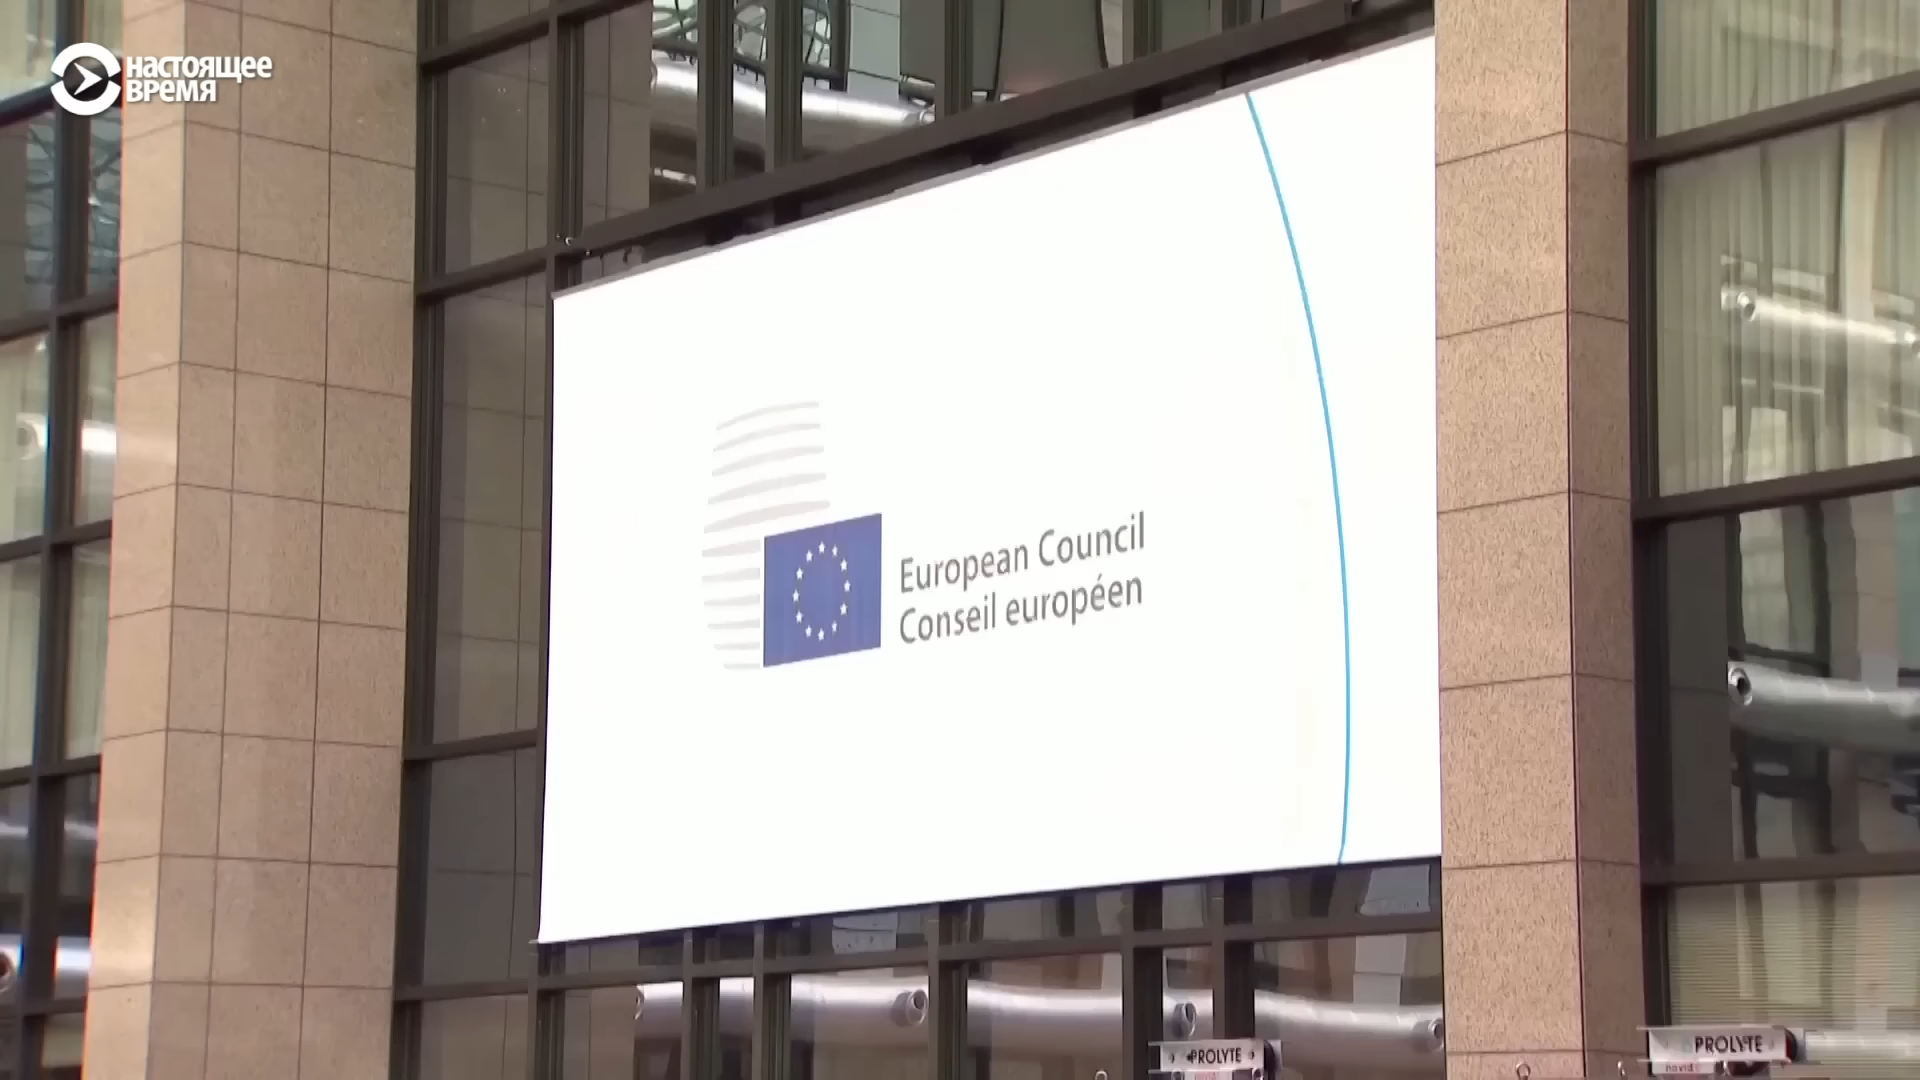 НАСТОЯЩЕЕ
ВРЕМЯ
European Council
Conseil européen
PROLYTE
PROLYTE